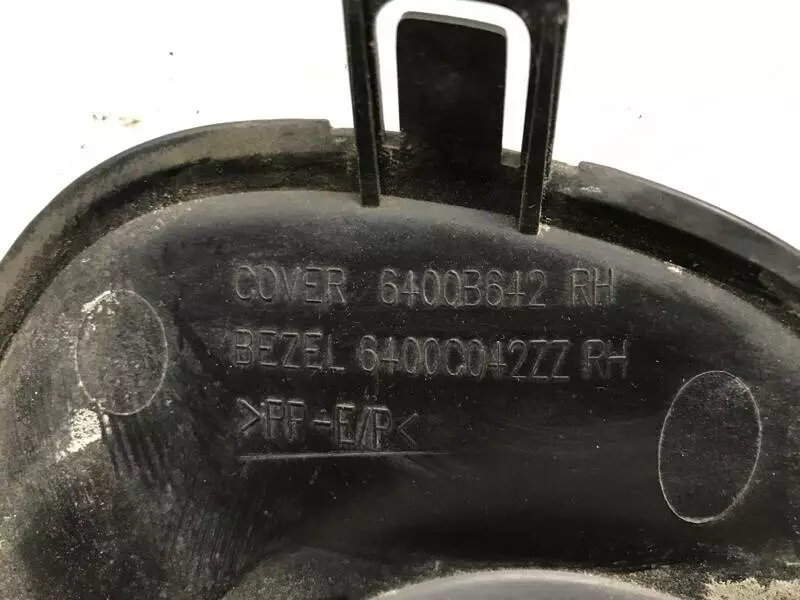 COVER 6400B642 RH
BEZEL 6400C042ZZ RH
>PP-E/P<